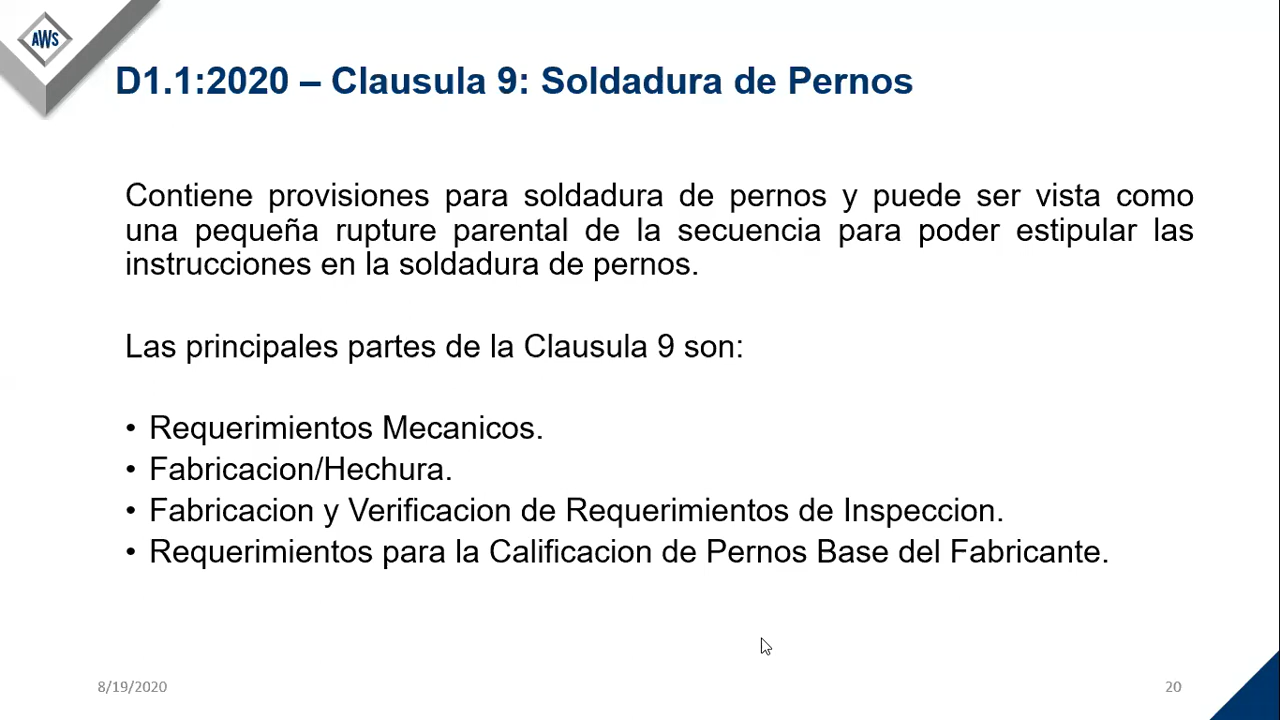 AWS
D1.1:2020 – Clausula 9: Soldadura de Pernos
Contiene provisiones para soldadura de pernos y puede ser vista como
una pequeña rupture parental de la secuencia para poder estipular las
instrucciones en la soldadura de pernos.
Las principales partes de la Clausula 9 son:
• Requerimientos Mecanicos.
• Fabricacion/Hechura.
• Fabricacion y Verificacion de Requerimientos de Inspeccion.
• Requerimientos para la Calificacion de Pernos Base del Fabricante.
8/19/2020
20